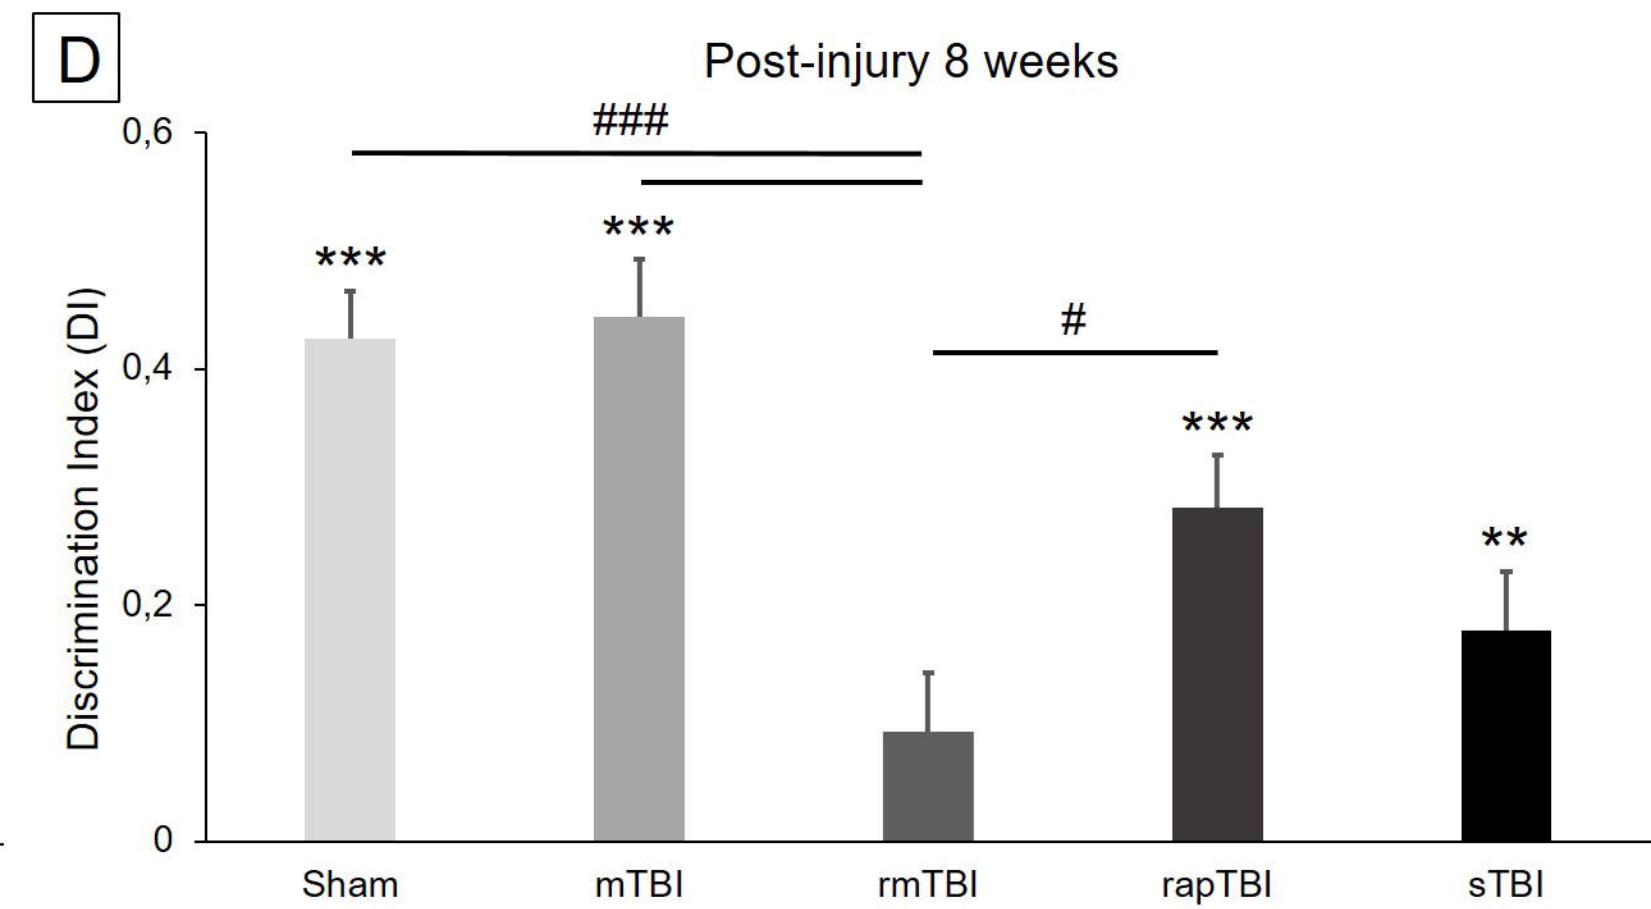 D
Post-injury 8 weeks
###
0,6
***
***
#
0,4
***
**
0,2
0
Discrimination Index (DI)
Sham mTBI rmTBI rapTBI sTBI